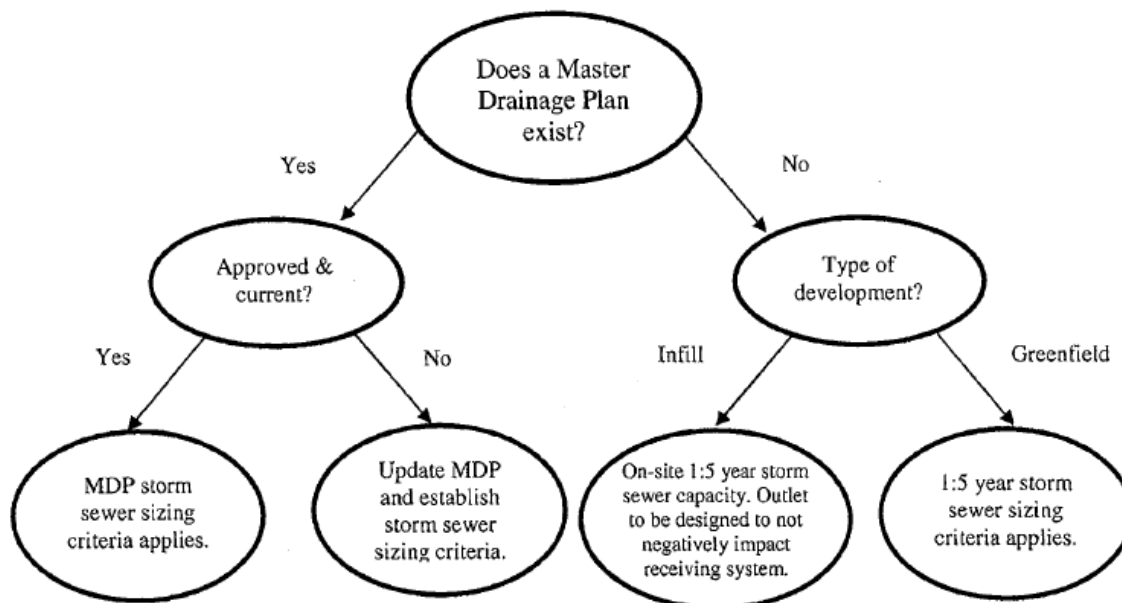 Does a Master
Drainage Plan
exist?
Yes
No
Approved &
current?
Type of
development?
Yes
No
Infill
Greenfield
MDP storm
sewer sizing
criteria applies.
Update MDP
and establish
storm sewer
sizing criteria.
On-site 1:5 year storm
sewer capacity. Outlet
to be designed to not
negatively impact
receiving system.
1:5 year storm
sewer sizing
criteria applies.